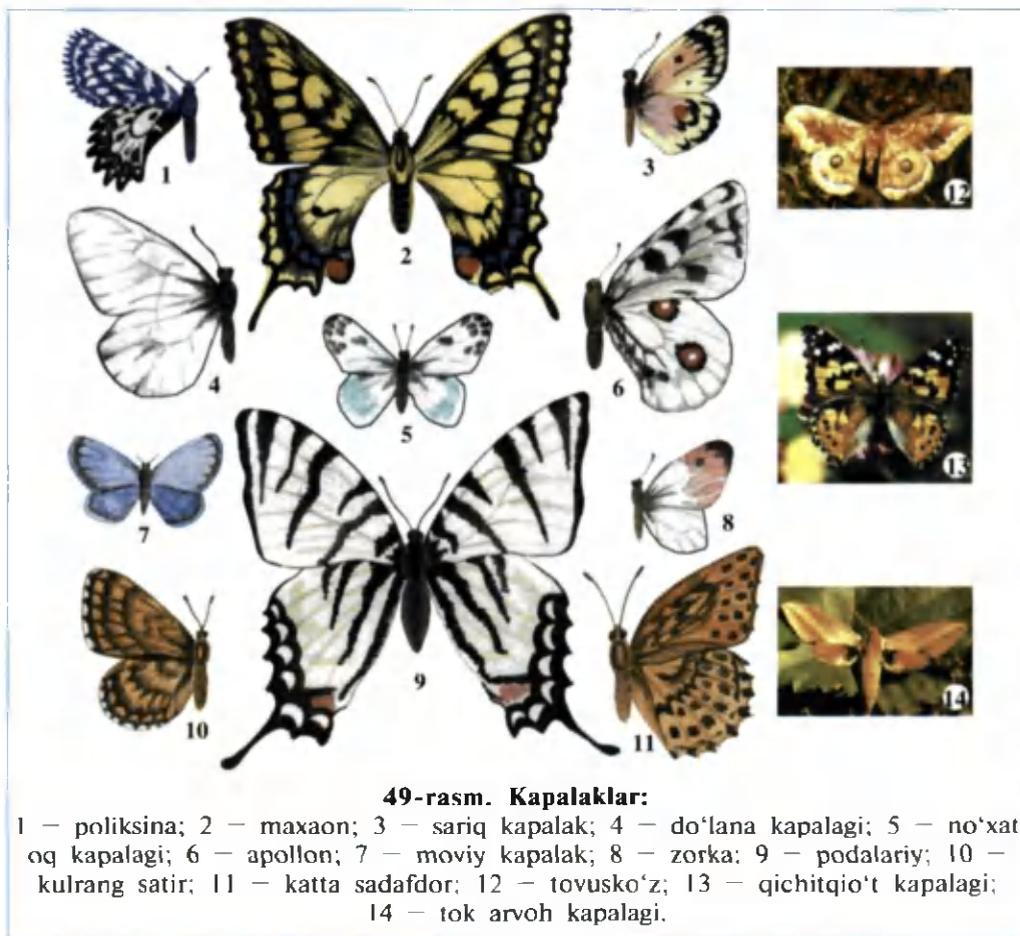 1
2
3
12
4
5
6
13
7
8
9
10
11
14
49-rasm. Kapalaklar:
1 — poliksina; 2 — maxaon; 3 — sariq kapalak; 4 — do‘lana kapalagi; 5 — no‘xat
oq kapalagi; 6 — apollon; 7 — moviy kapalak; 8 — zorka; 9 — podalariy; 10 —
kulrang satir; 11 — katta sadafdor; 12 — tovusko‘z; 13 — qichitqio‘t kapalagi;
14 — tok arvoh kapalagi.